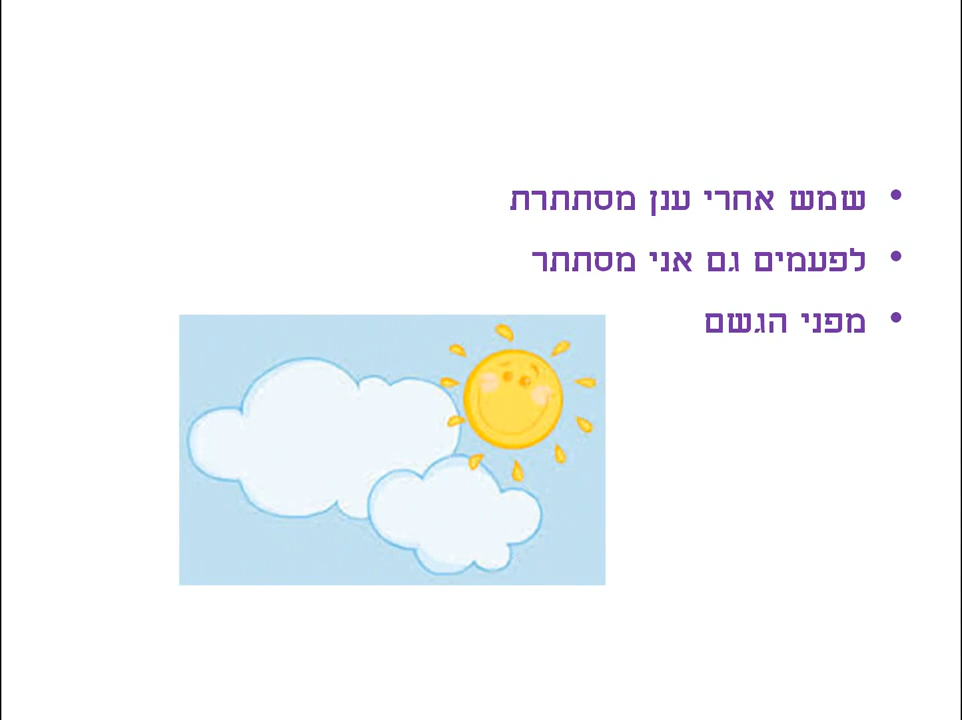 • שמש אחרי ענן מסתתרת
• לפעמים גם אני מסתתר
• מפני הגשם